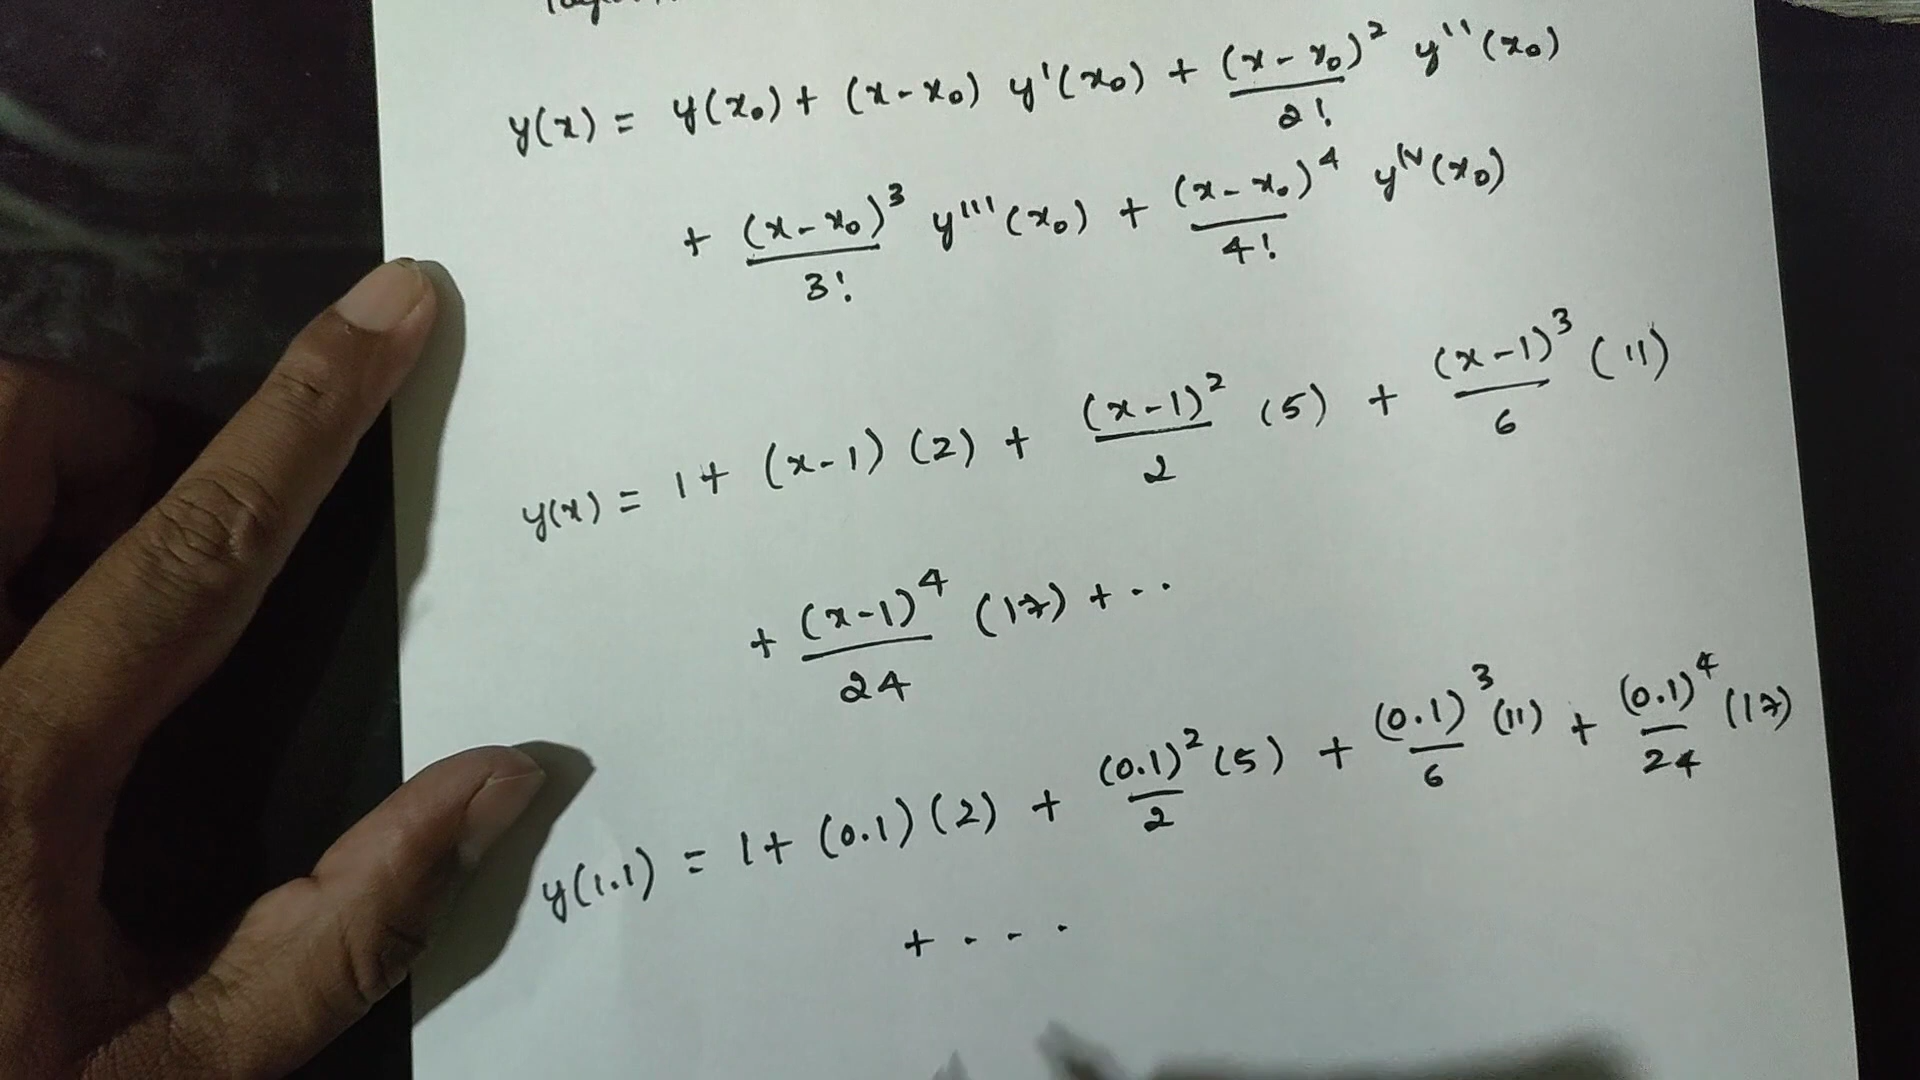 y(x) = y(x₀) + (x-x₀) y'(x₀) + (x-x₀)²/2! y''(x₀)
+ (x-x₀)³/3! y'''(x₀) + (x-x₀)⁴/4! yⁱᵛ(x₀)
y(x) = 1+ (x-1) (2) + (x-1)²/2 (5) + (x-1)³/6 (11)
+ (x-1)⁴/24 (17) + ..
y(1.1) = 1+ (0.1) (2) + (0.1)²/2 (5) + (0.1)³/6 (11) + (0.1)⁴/24 (17)
+ . . .